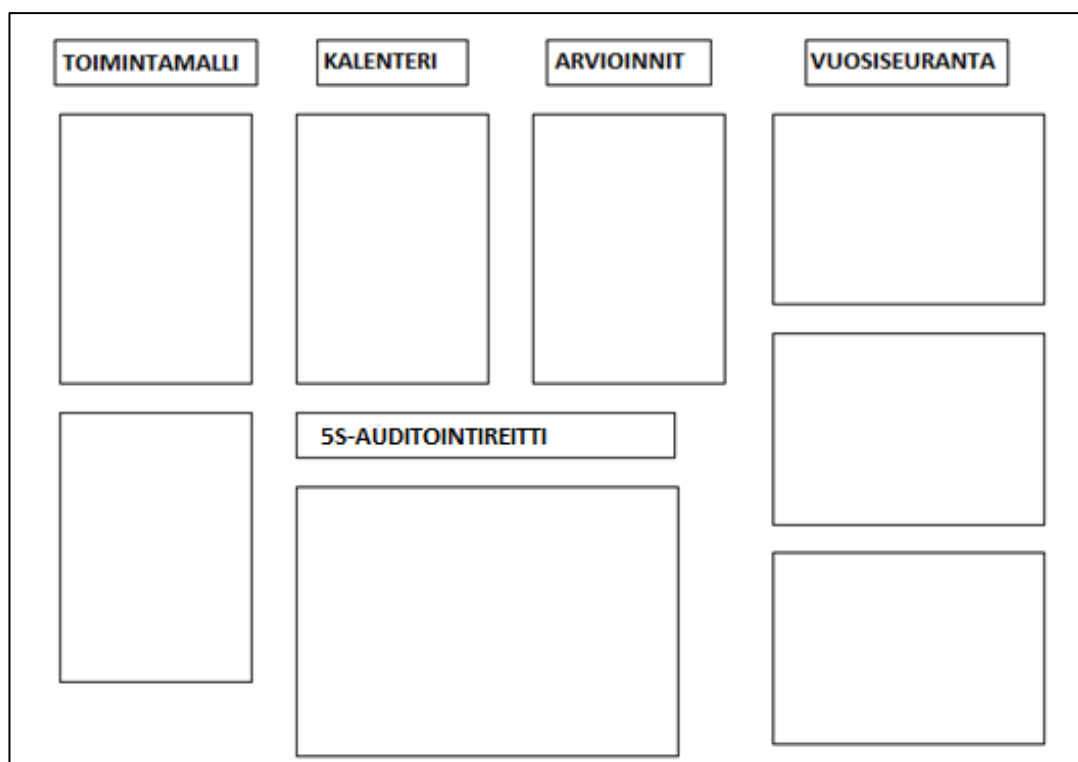 TOIMINTAMALLI
KALENTERI
ARVIOINNIT
VUOSISEURANTA
5S-AUDITOINTIREITTI